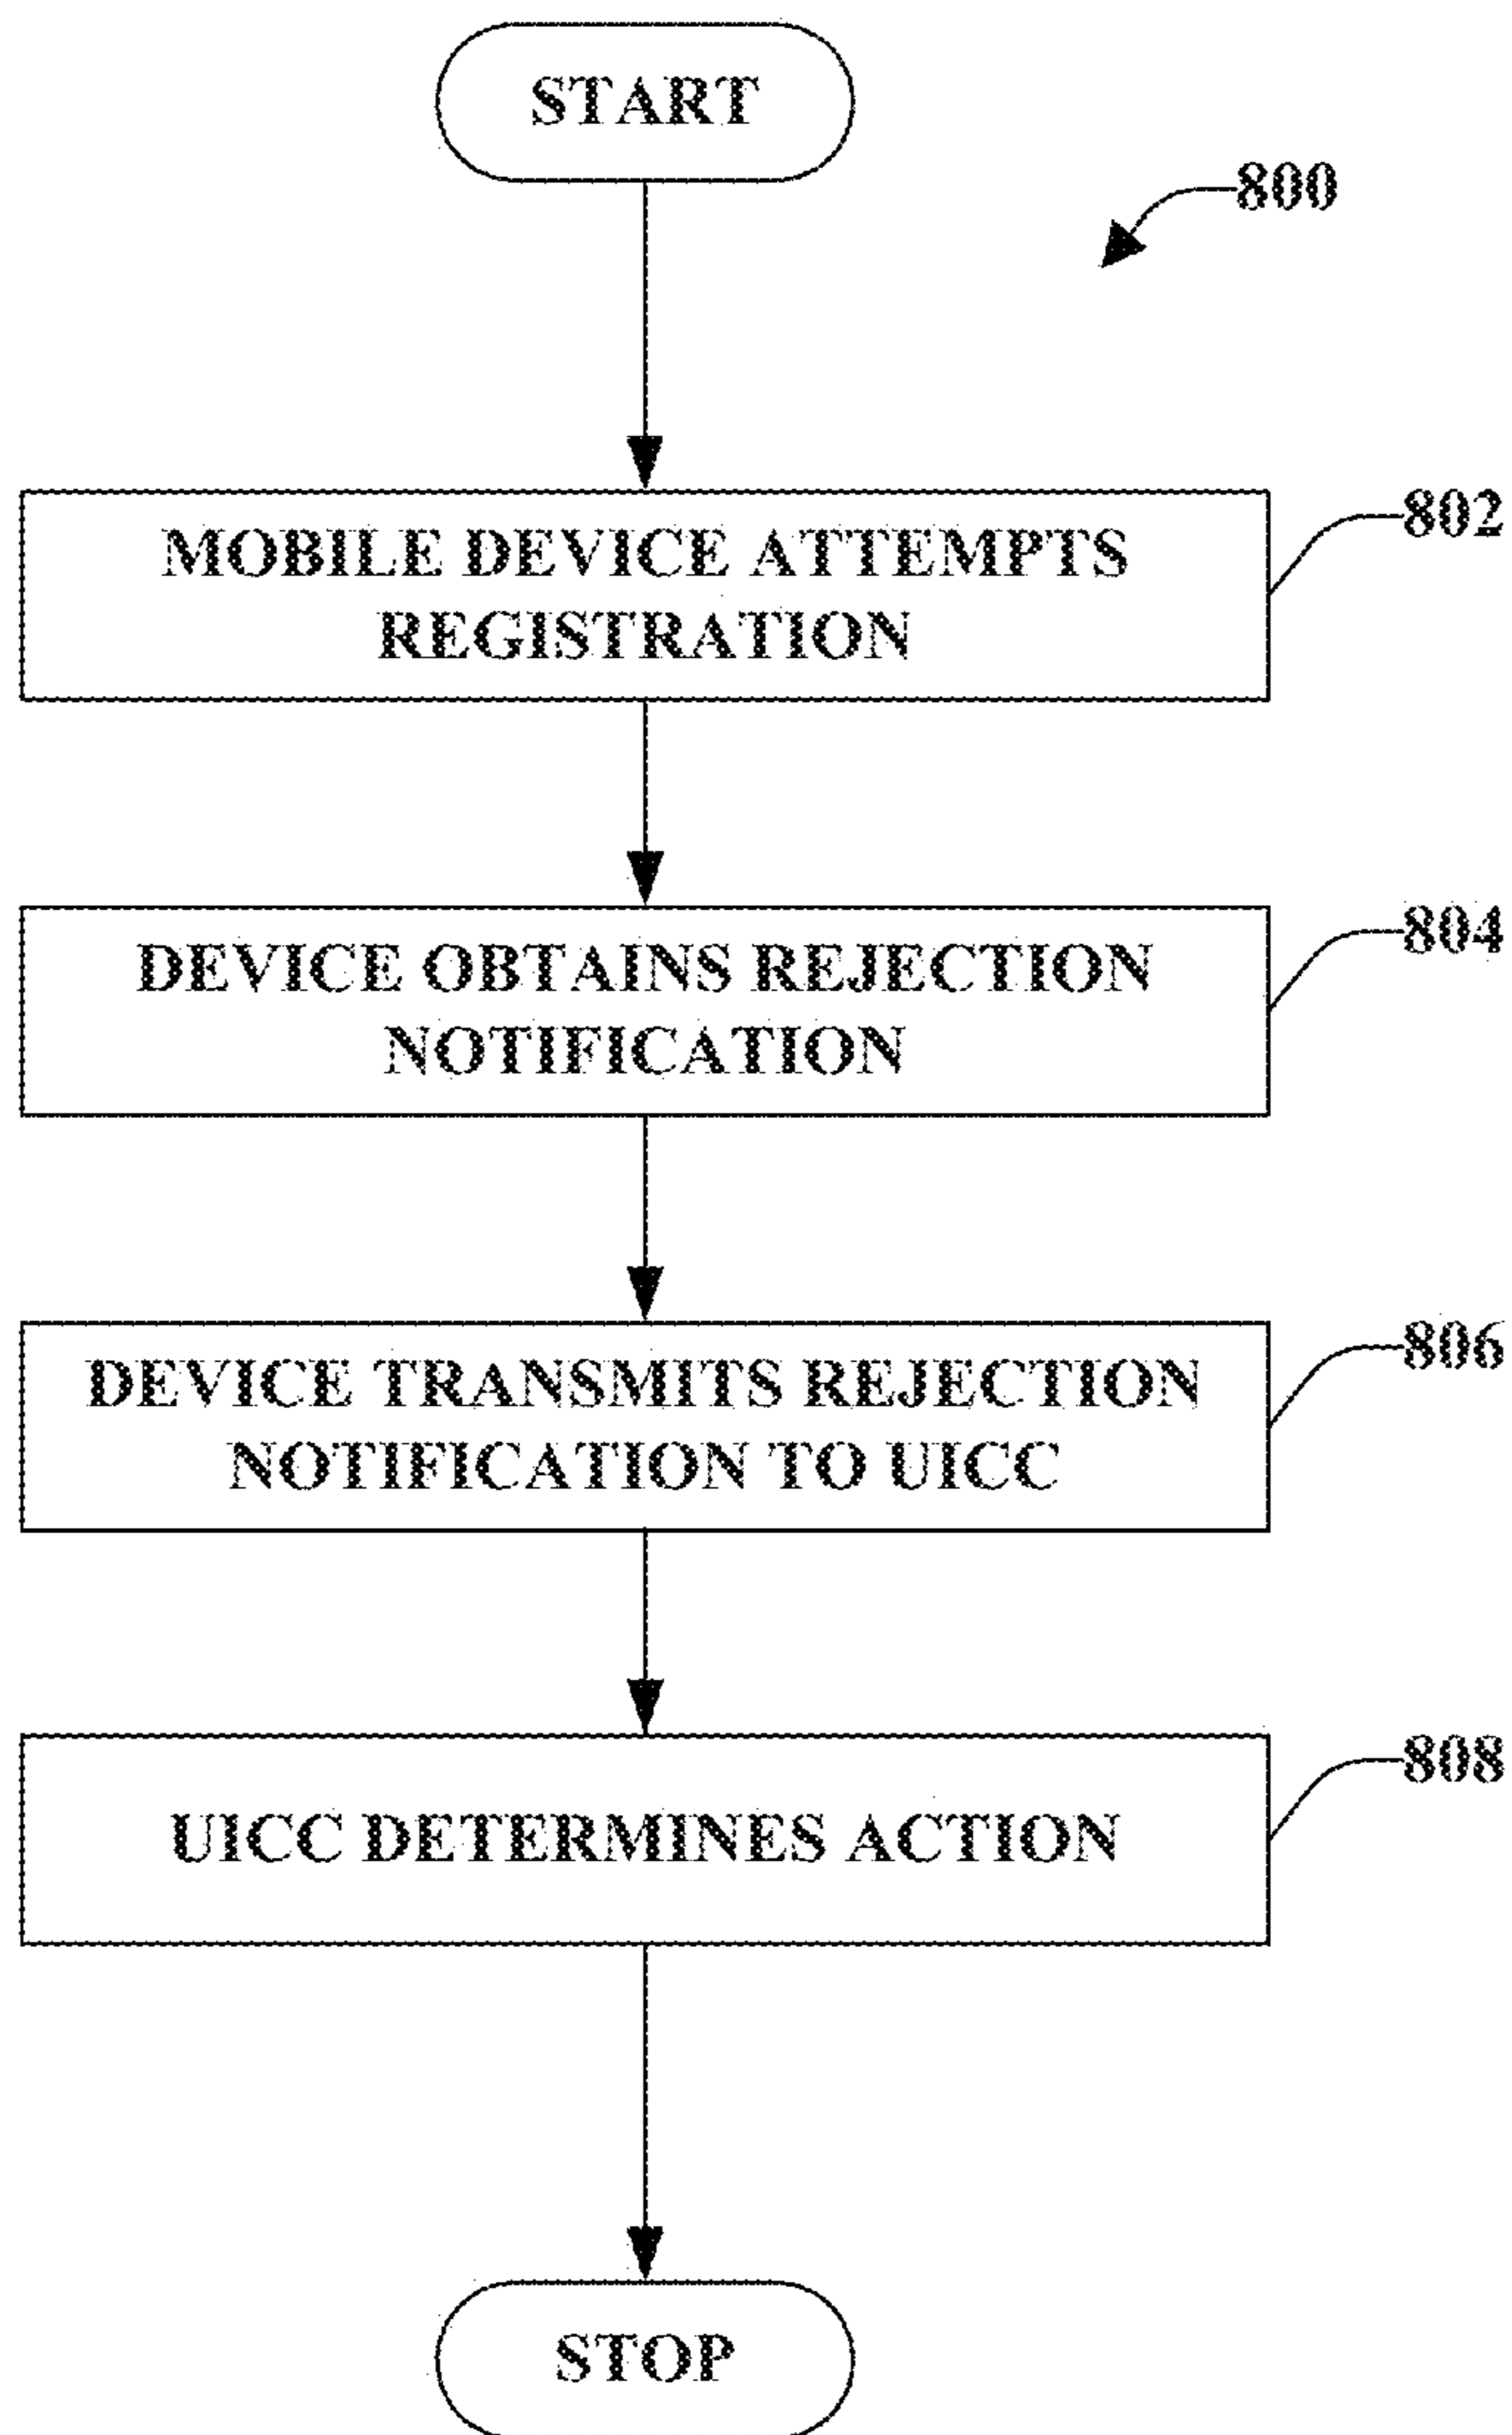 START
800
MOBILE DEVICE ATTEMPTS
REGISTRATION
802
DEVICE OBTAINS REJECTION
NOTIFICATION
804
DEVICE TRANSMITS REJECTION
NOTIFICATION TO UICC
806
UICC DETERMINES ACTION
808
STOP